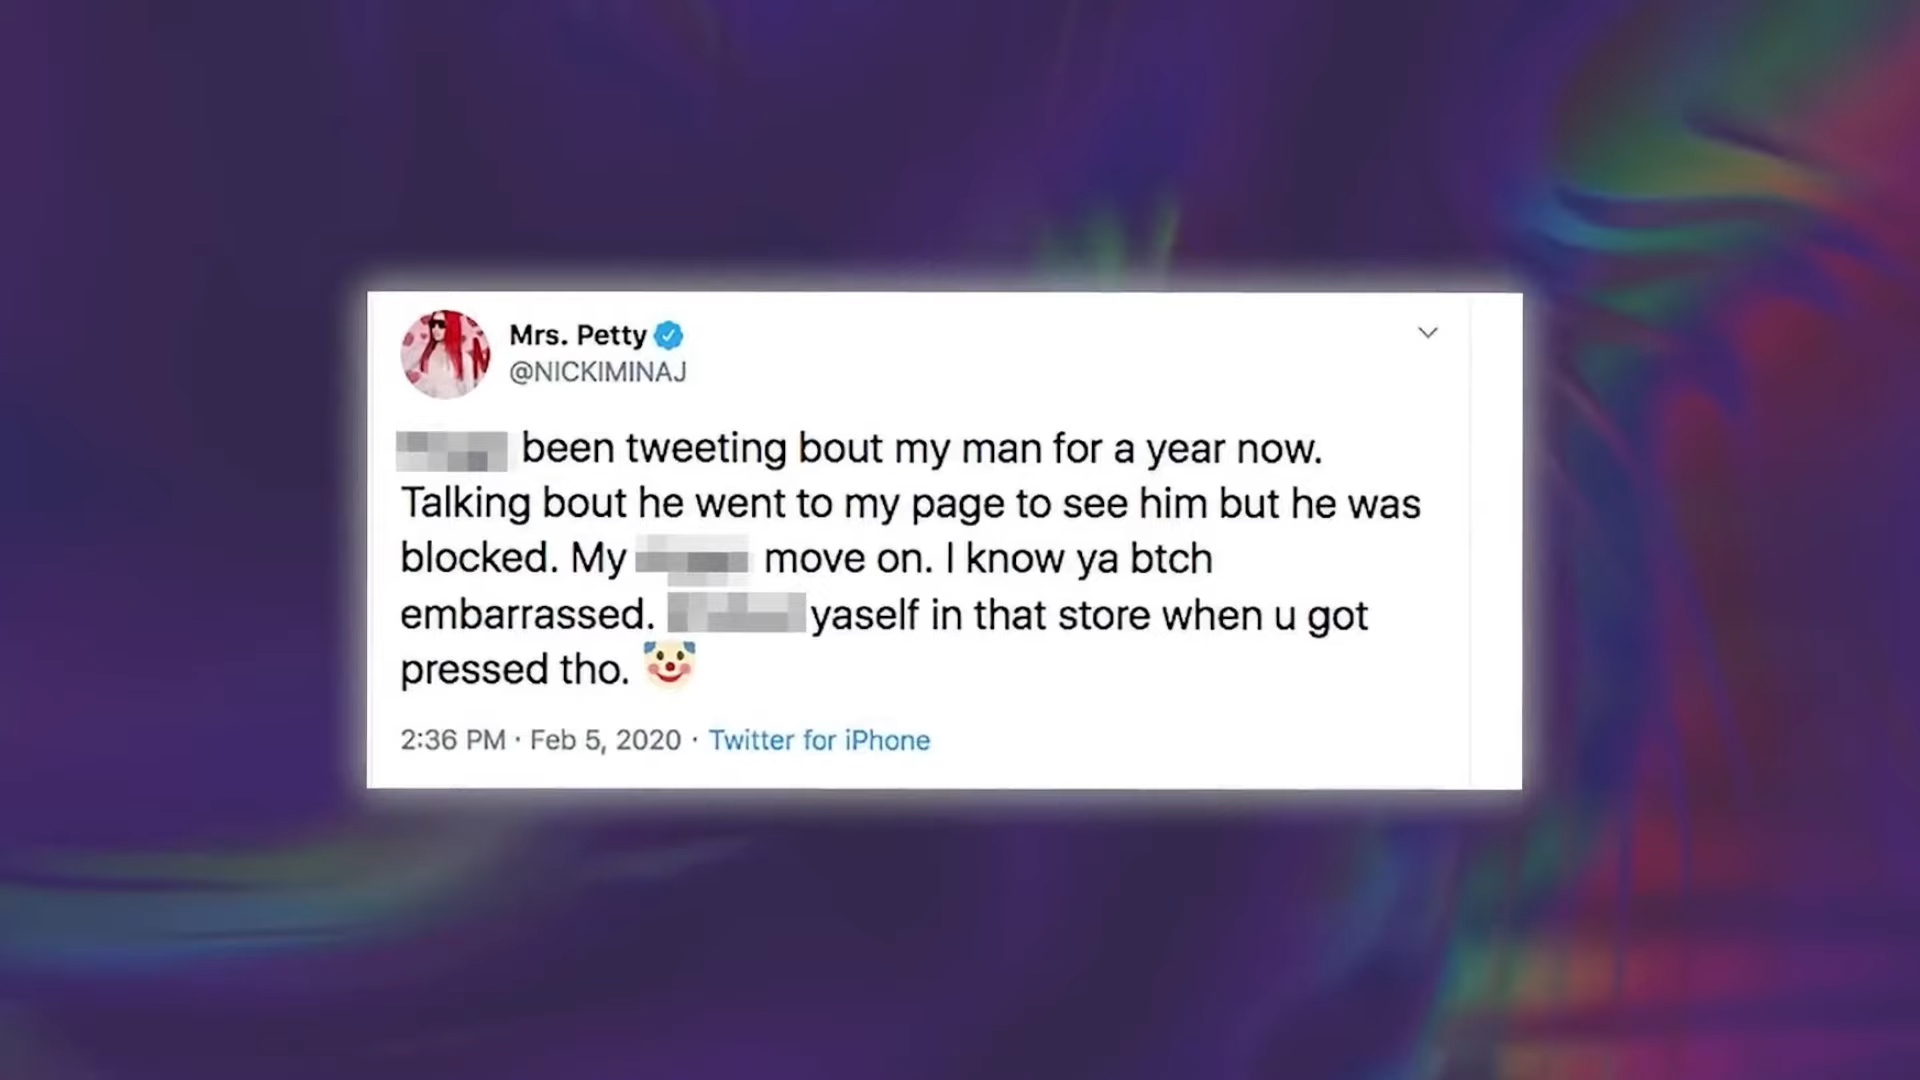 Mrs. Petty
@NICKIMINAJ
been tweeting bout my man for a year now.
Talking bout he went to my page to see him but he was
blocked. My move on. I know ya btch
embarrassed. yaself in that store when u got
pressed tho. 🤡
2:36 PM · Feb 5, 2020 · Twitter for iPhone